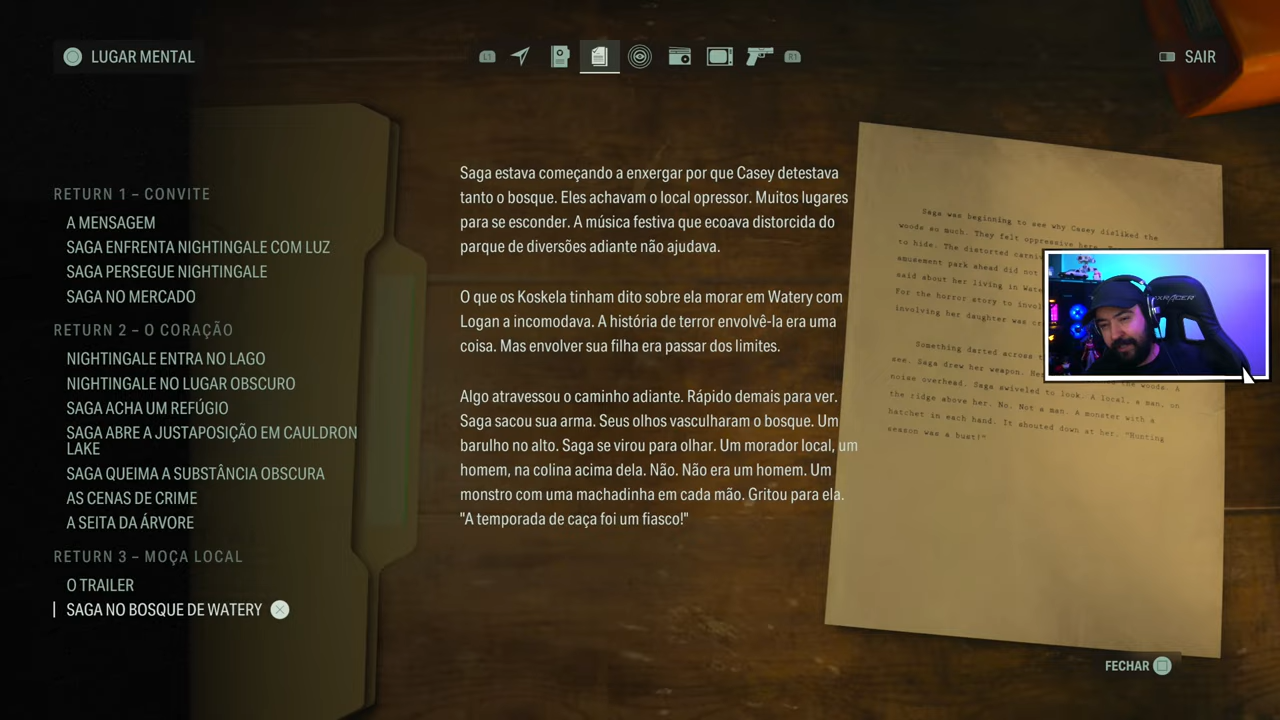 LUGAR MENTAL
L1
R1
SAIR
RETURN 1 – CONVITE
A MENSAGEM
SAGA ENFRENTA NIGHTINGALE COM LUZ
SAGA PERSEGUE NIGHTINGALE
SAGA NO MERCADO
RETURN 2 – O CORAÇÃO
NIGHTINGALE ENTRA NO LAGO
NIGHTINGALE NO LUGAR OBSCURO
SAGA ACHA UM REFÚGIO
SAGA ABRE A JUSTAPOSIÇÃO EM CAULDRON
LAKE
SAGA QUEIMA A SUBSTÂNCIA OBSCURA
AS CENAS DE CRIME
A SEITA DA ÁRVORE
RETURN 3 – MOÇA LOCAL
O TRAILER
SAGA NO BOSQUE DE WATERY
Saga estava começando a enxergar por que Casey detestava
tanto o bosque. Eles achavam o local opressor. Muitos lugares
para se esconder. A música festiva que ecoava distorcida do
parque de diversões adiante não ajudava.
O que os Koskela tinham dito sobre ela morar em Watery com
Logan a incomodava. A história de terror envolvê-la era uma
coisa. Mas envolver sua filha era passar dos limites.
Algo atravessou o caminho adiante. Rápido demais para ver.
Saga sacou sua arma. Seus olhos vasculharam o bosque. Um
barulho no alto. Saga se virou para olhar. Um morador local, um
homem, na colina acima dela. Não. Não era um homem. Um
monstro com uma machadinha em cada mão. Gritou para ela.
"A temporada de caça foi um fiasco!"
Saga was beginning to see why Casey disliked the
woods so much. They felt oppressive here.
to hide. The distorted
amusement park ahead did not
said about her living in
For the horror story to
involving her daughter was
Something darted across
see. Saga drew her weapon. the woods. A
noise overhead. Saga swiveled to look. A local, a man, on
the ridge above her. No. Not a man. A monster with a
hatchet in each hand. It shouted down at her. "Hunting
season was a bust!"
FECHAR